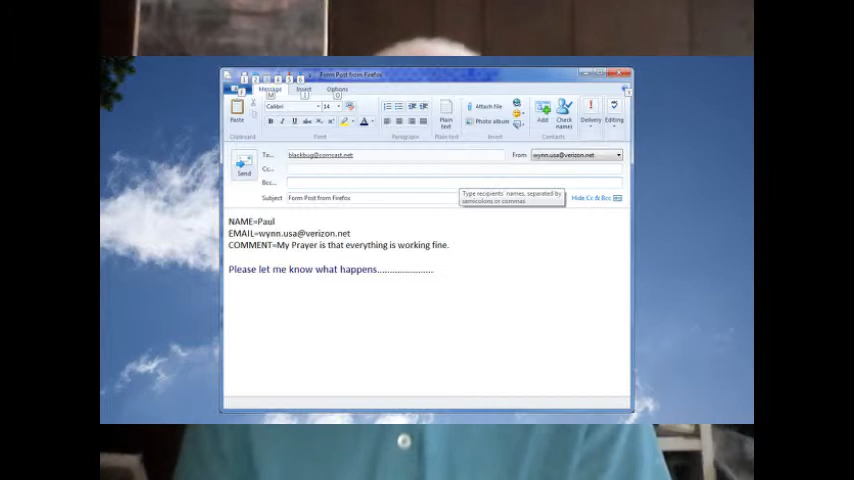 Form Post from Firefox
Message Insert Options
Paste
Calibri 14
Plain text
Attach file
Photo album
Add
Check names
Delivery
Editing
Clipboard Font Paragraph Plain text Insert Contacts
To... blackbug@comcast.net From wynn.usa@verizon.net
Send
Cc...
Bcc...
Type recipients' names, separated by
semicolons or commas
Subject Form Post from Firefox Hide Cc & Bcc
NAME=Paul
EMAIL=wynn.usa@verizon.net
COMMENT=My Prayer is that everything is working fine.
Please let me know what happens......................